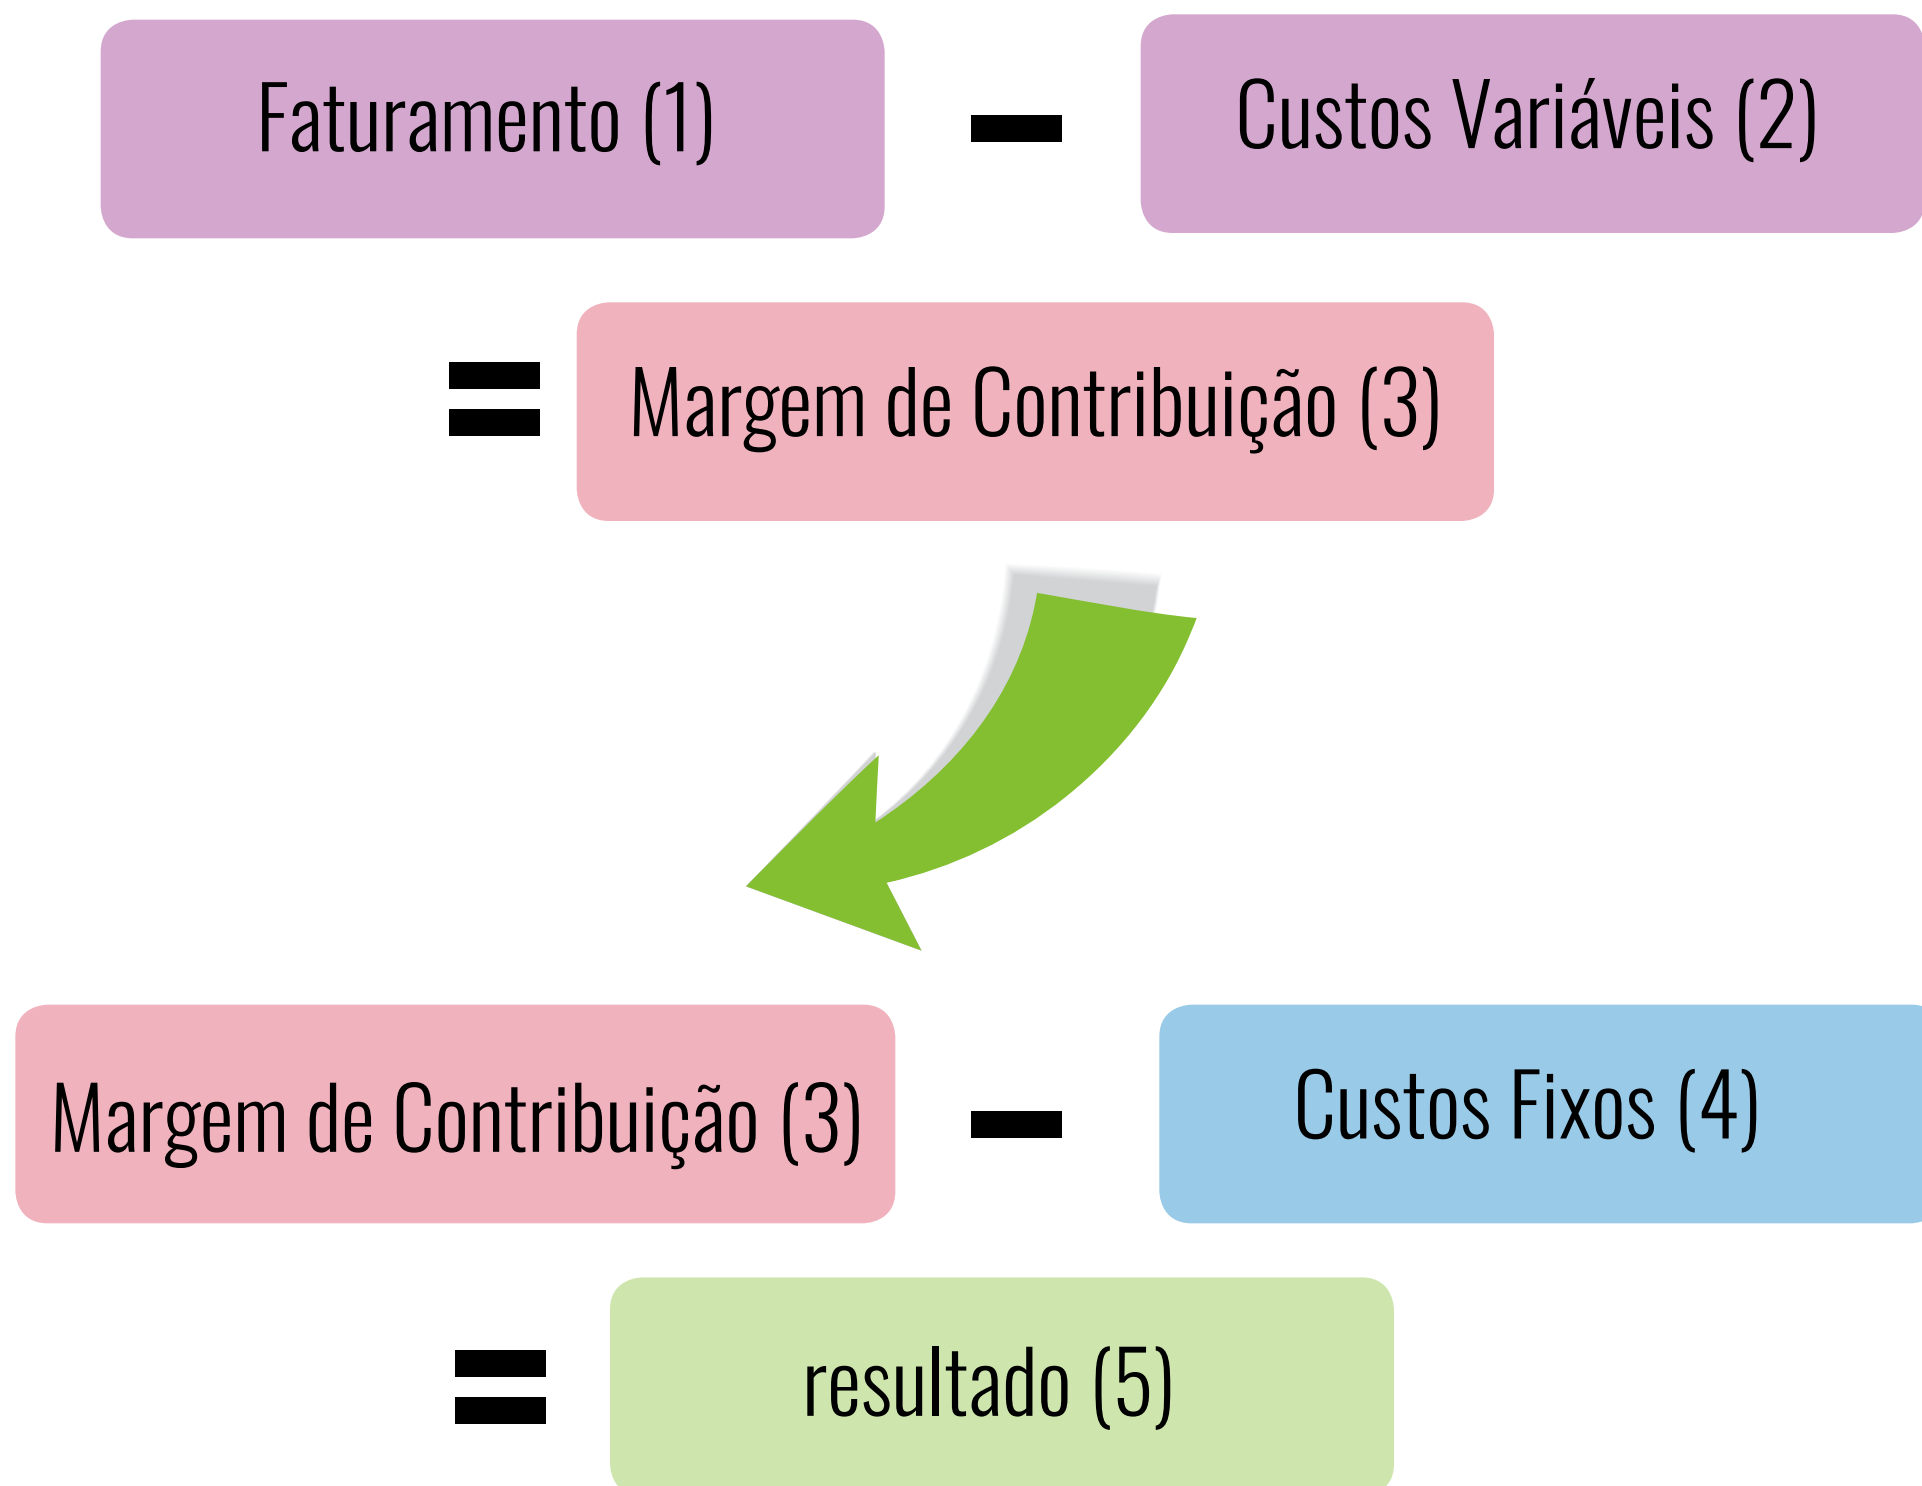 Faturamento (1) - Custos Variáveis (2)
= Margem de Contribuição (3)
Margem de Contribuição (3) - Custos Fixos (4)
= resultado (5)